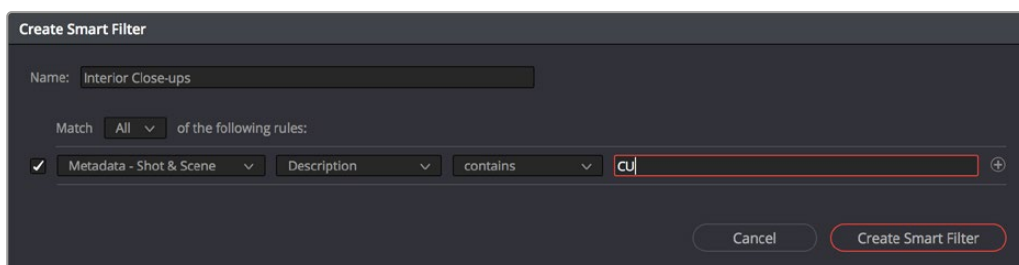 Create Smart Filter
Name: Interior Close-ups
Match All of the following rules:
Metadata - Shot & Scene Description contains CU
Cancel Create Smart Filter